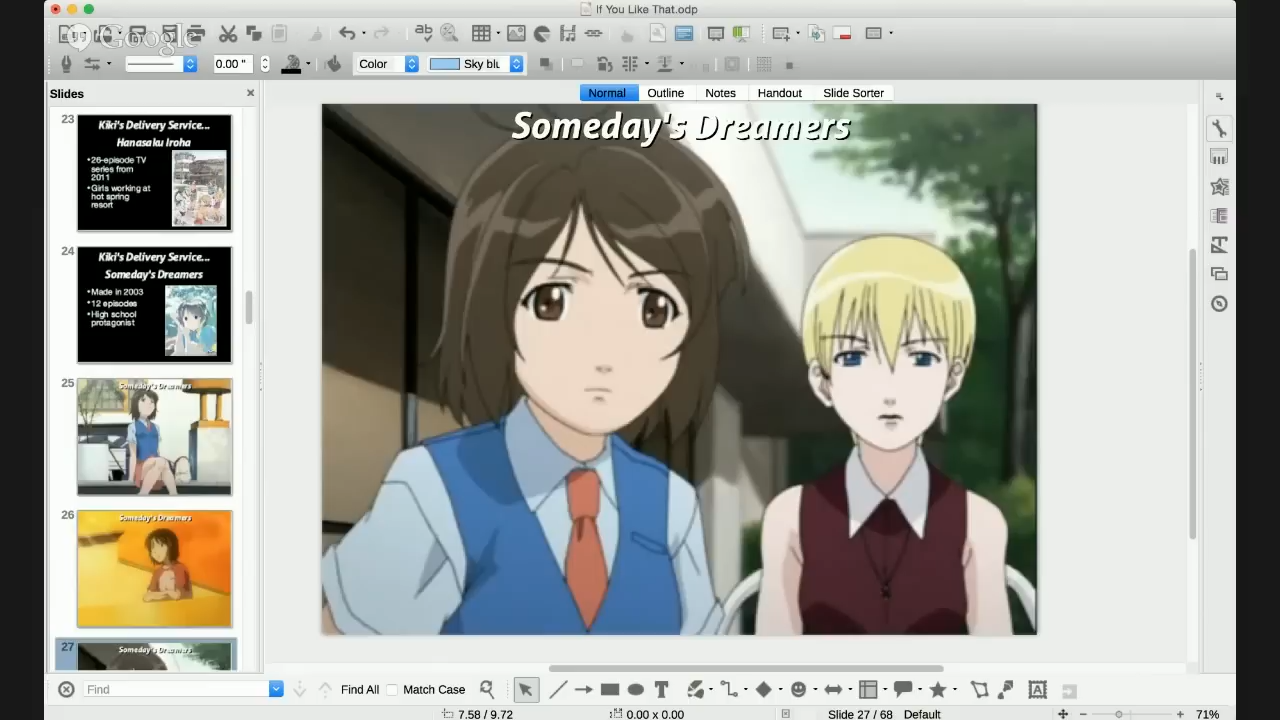 If You Like That.odp
Google
0.00 "
Color
Sky blu
Slides
Normal
Outline
Notes
Handout
Slide Sorter
23
Kiki's Delivery Service...
Hanasaku Iroha
•26-episode TV
series from
2011
•Girls working at
hot spring
resort
24
Kiki's Delivery Service...
Someday's Dreamers
•Made in 2003
•12 episodes
•High school
protagonist
25
Someday's Dreamers
26
Someday's Dreamers
27
Someday's Dreamers
Someday's Dreamers
Find
Find All
Match Case
7.58 / 9.72
0.00 x 0.00
Slide 27 / 68
Default
71%